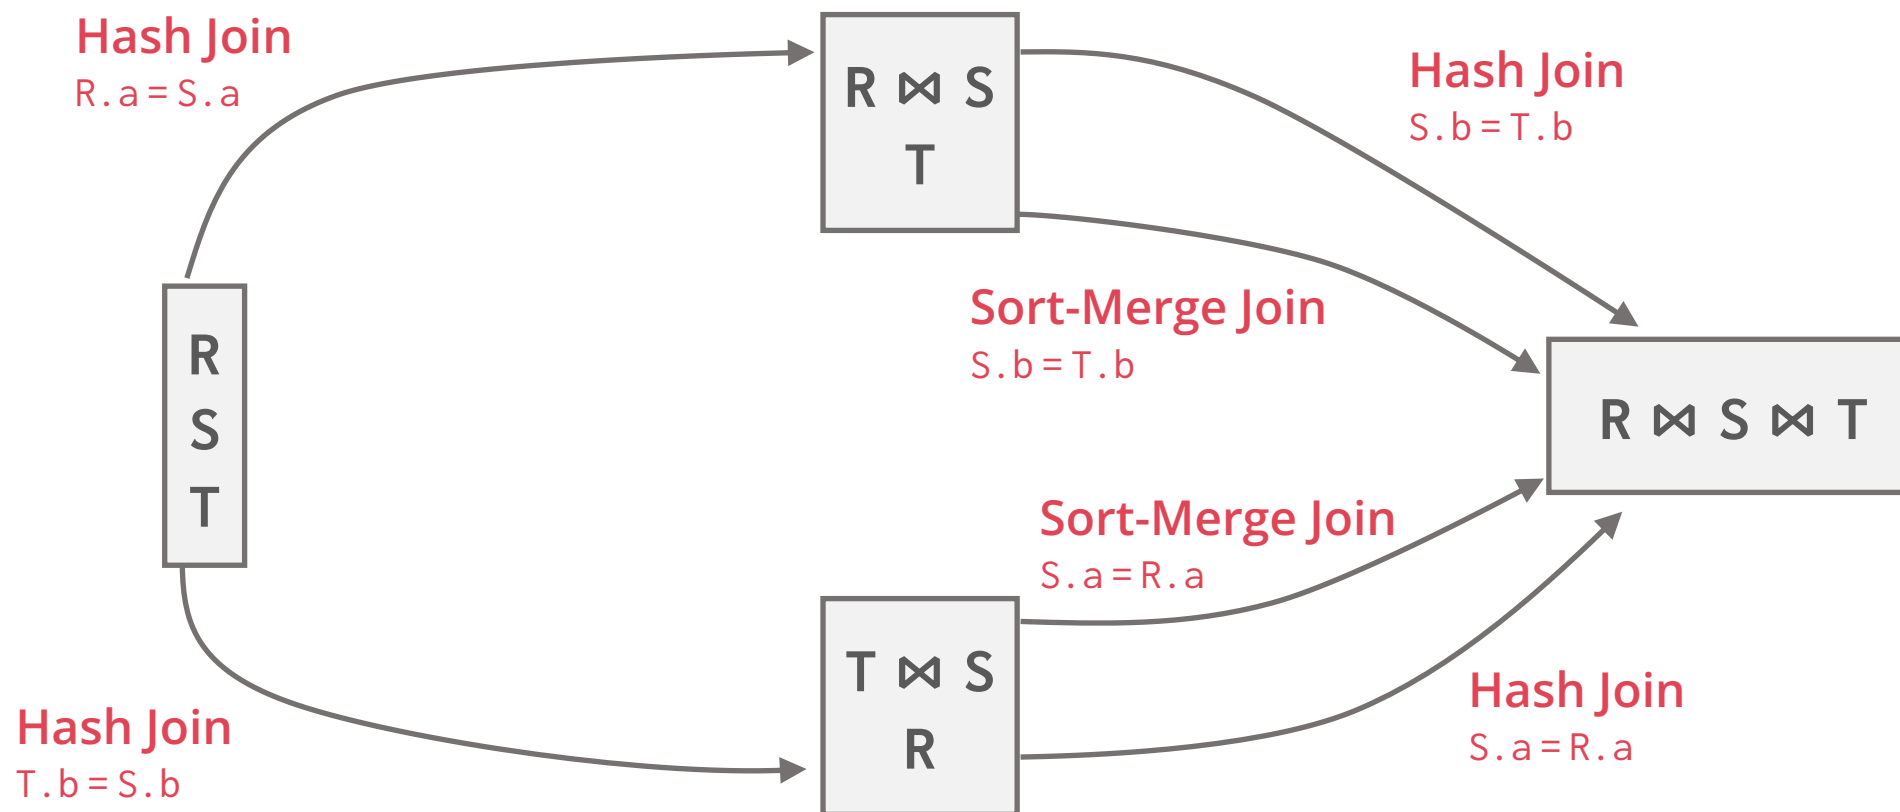 Hash Join
R.a=S.a
R ⋈ S
T
Hash Join
S.b=T.b
Sort-Merge Join
S.b=T.b
R
S
T
R ⋈ S ⋈ T
Sort-Merge Join
S.a=R.a
T ⋈ S
R
Hash Join
S.a=R.a
Hash Join
T.b=S.b